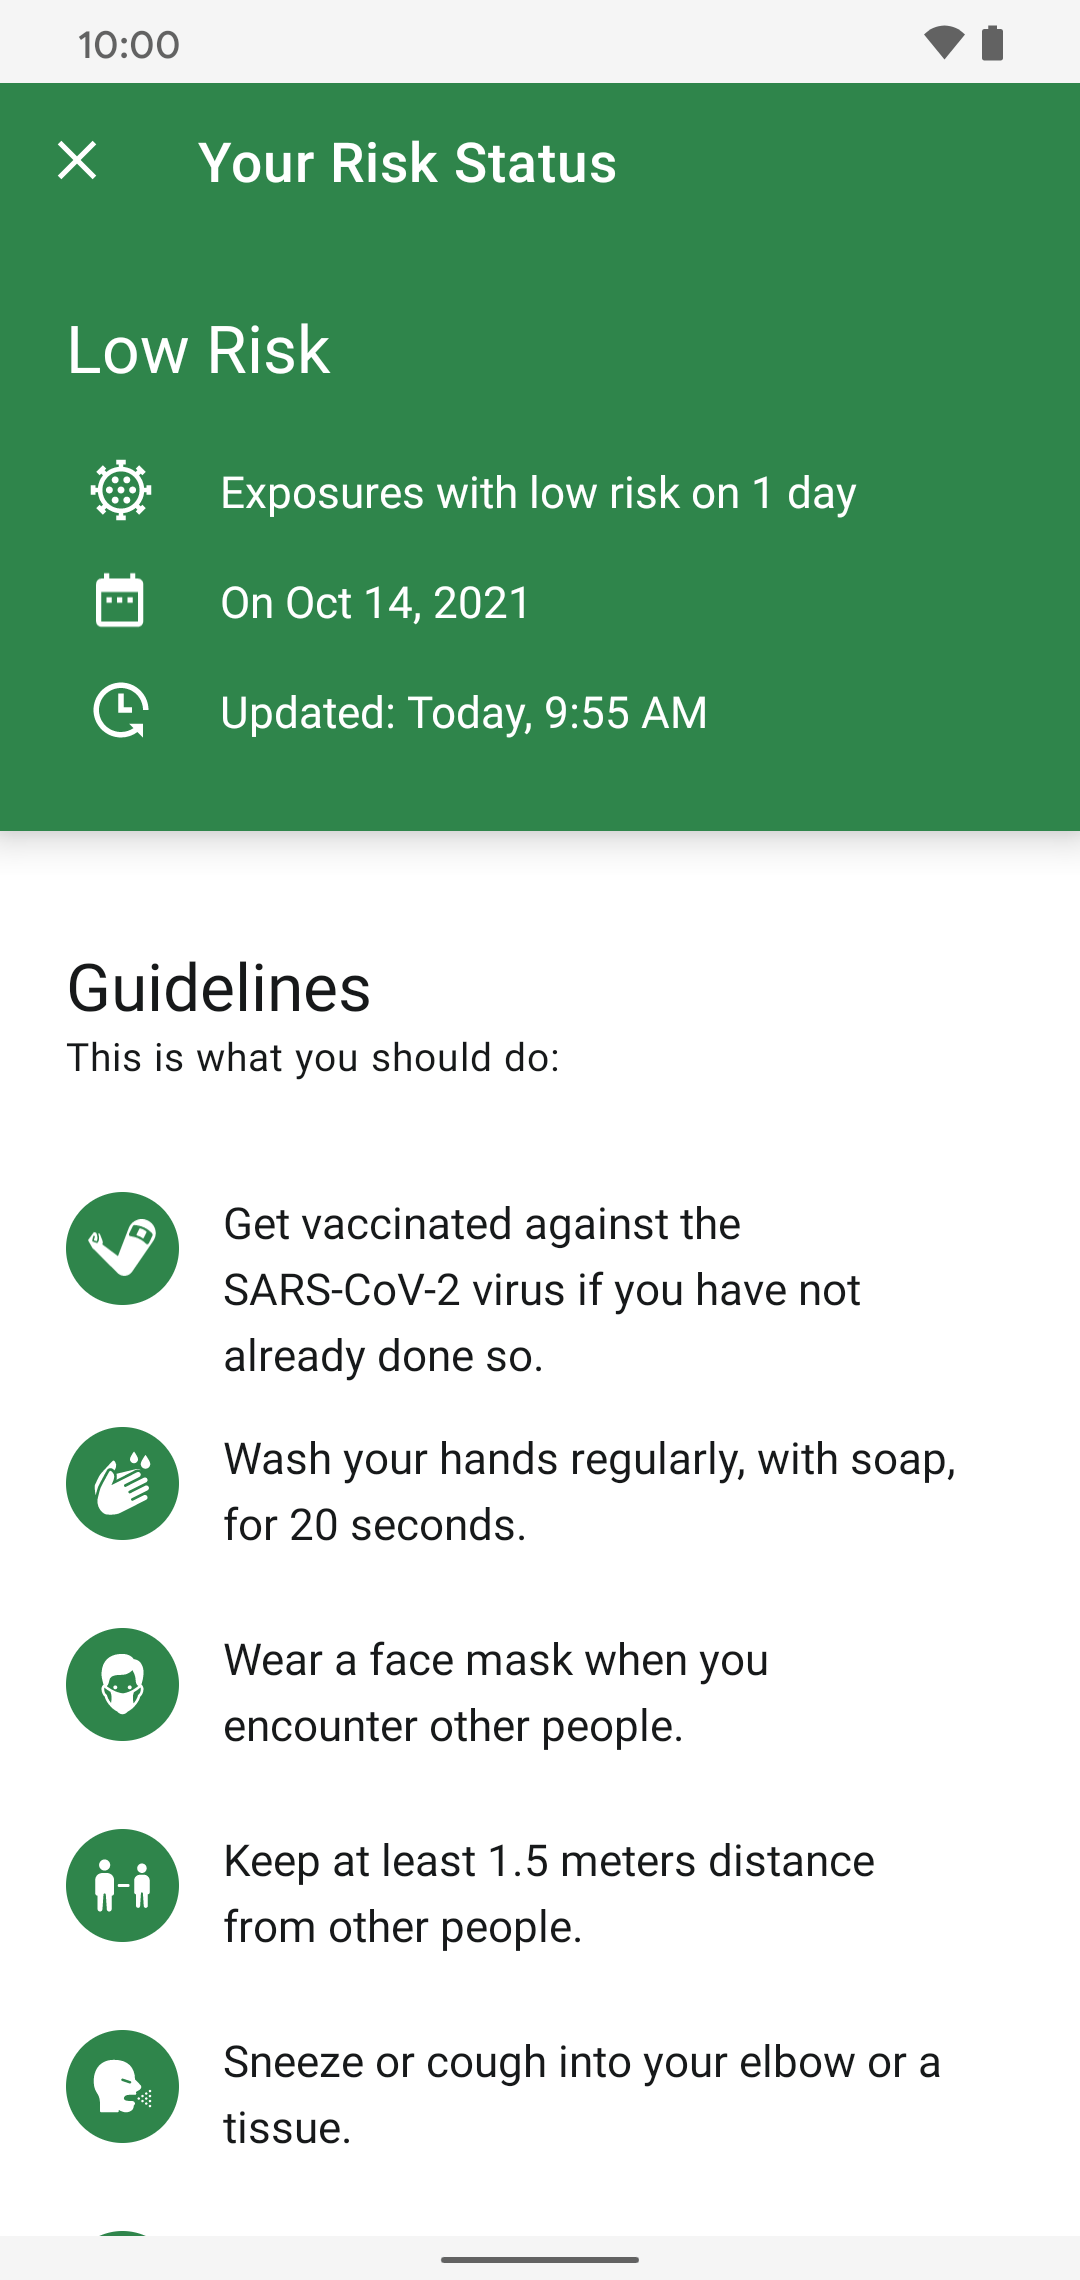 10:00
Your Risk Status
Low Risk
Exposures with low risk on 1 day
On Oct 14, 2021
Updated: Today, 9:55 AM
Guidelines
This is what you should do:
Get vaccinated against the
SARS-CoV-2 virus if you have not
already done so.
Wash your hands regularly, with soap,
for 20 seconds.
Wear a face mask when you
encounter other people.
Keep at least 1.5 meters distance
from other people.
Sneeze or cough into your elbow or a
tissue.